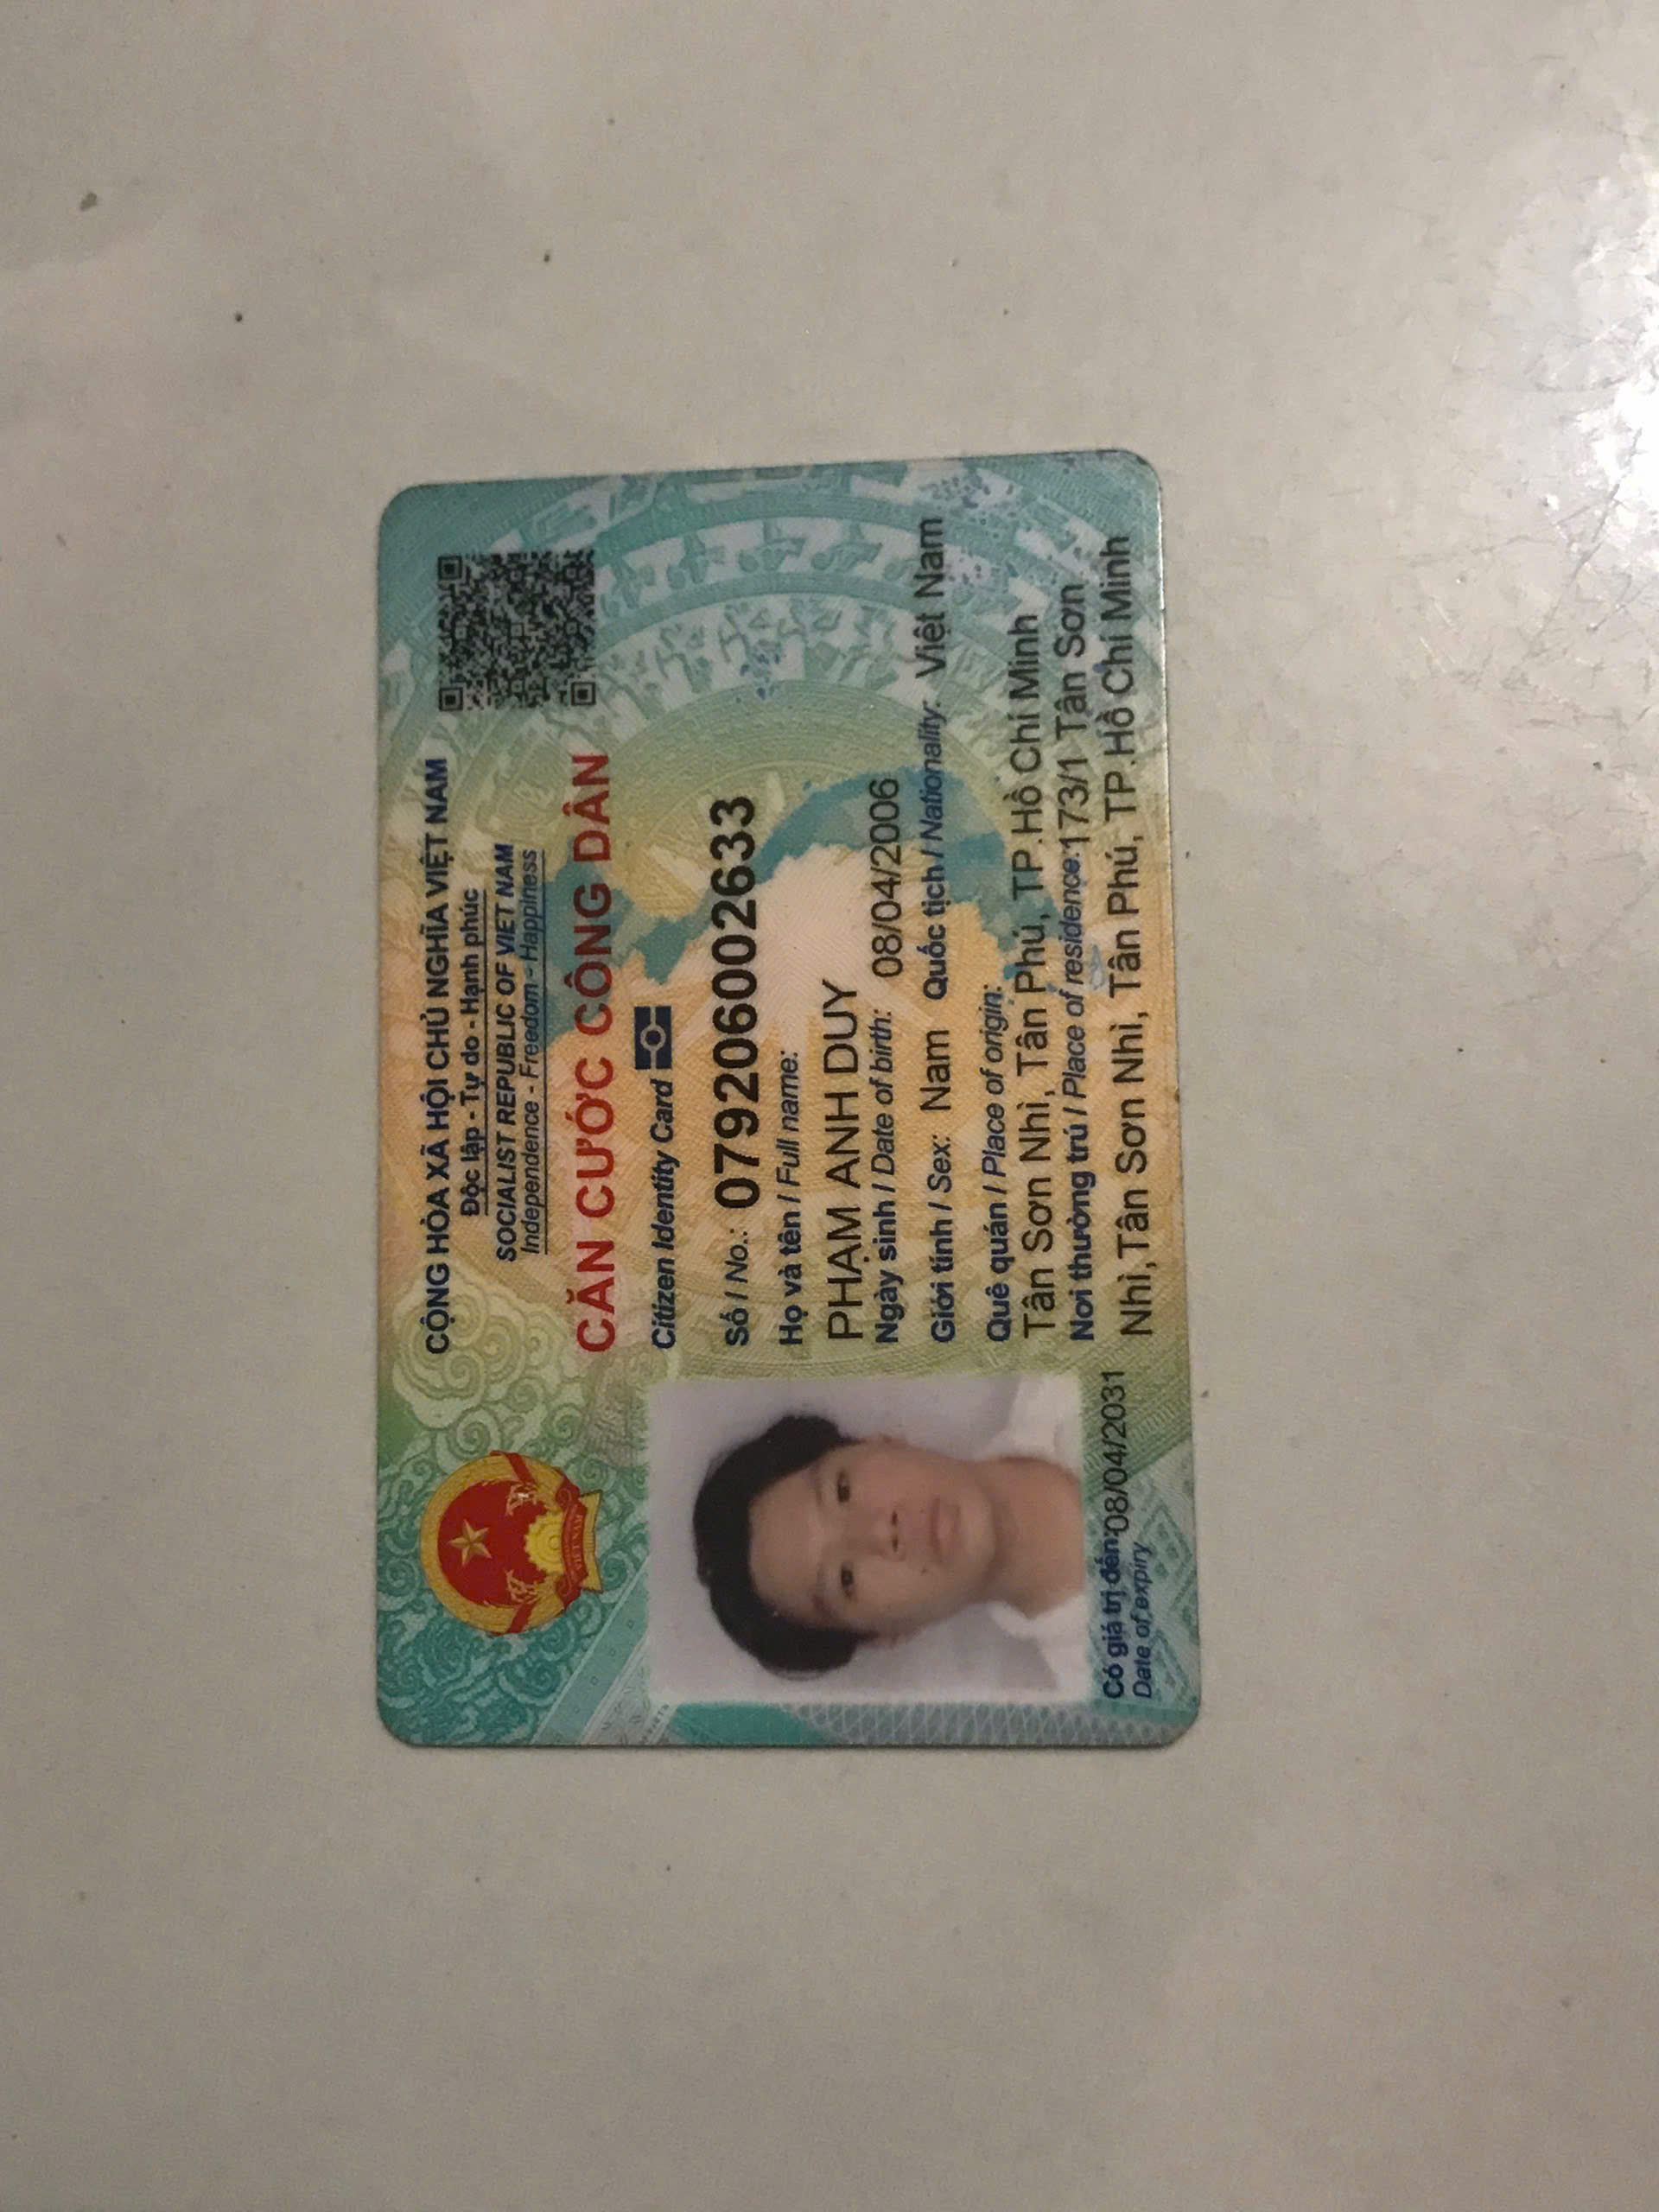 CỘNG HÒA XÃ HỘI CHỦ NGHĨA VIỆT NAM
Độc lập - Tự do - Hạnh phúc
SOCIALIST REPUBLIC OF VIET NAM
Independence - Freedom - Happiness
CĂN CƯỚC CÔNG DÂN
Citizen Identity Card
Số / No.: 079206002633
Họ và tên / Full name:
PHẠM ANH DUY
Ngày sinh / Date of birth: 08/04/2006
Giới tính / Sex: Nam Quốc tịch / Nationality: Việt Nam
Quê quán / Place of origin:
Tân Sơn Nhì, Tân Phú, TP.Hồ Chí Minh
Nơi thường trú / Place of residence: 173/1 Tân Sơn
Nhì,Tân Sơn Nhì, Tân Phú, TP.Hồ Chí Minh
Có giá trị đến: 08/04/2031
Date of expiry